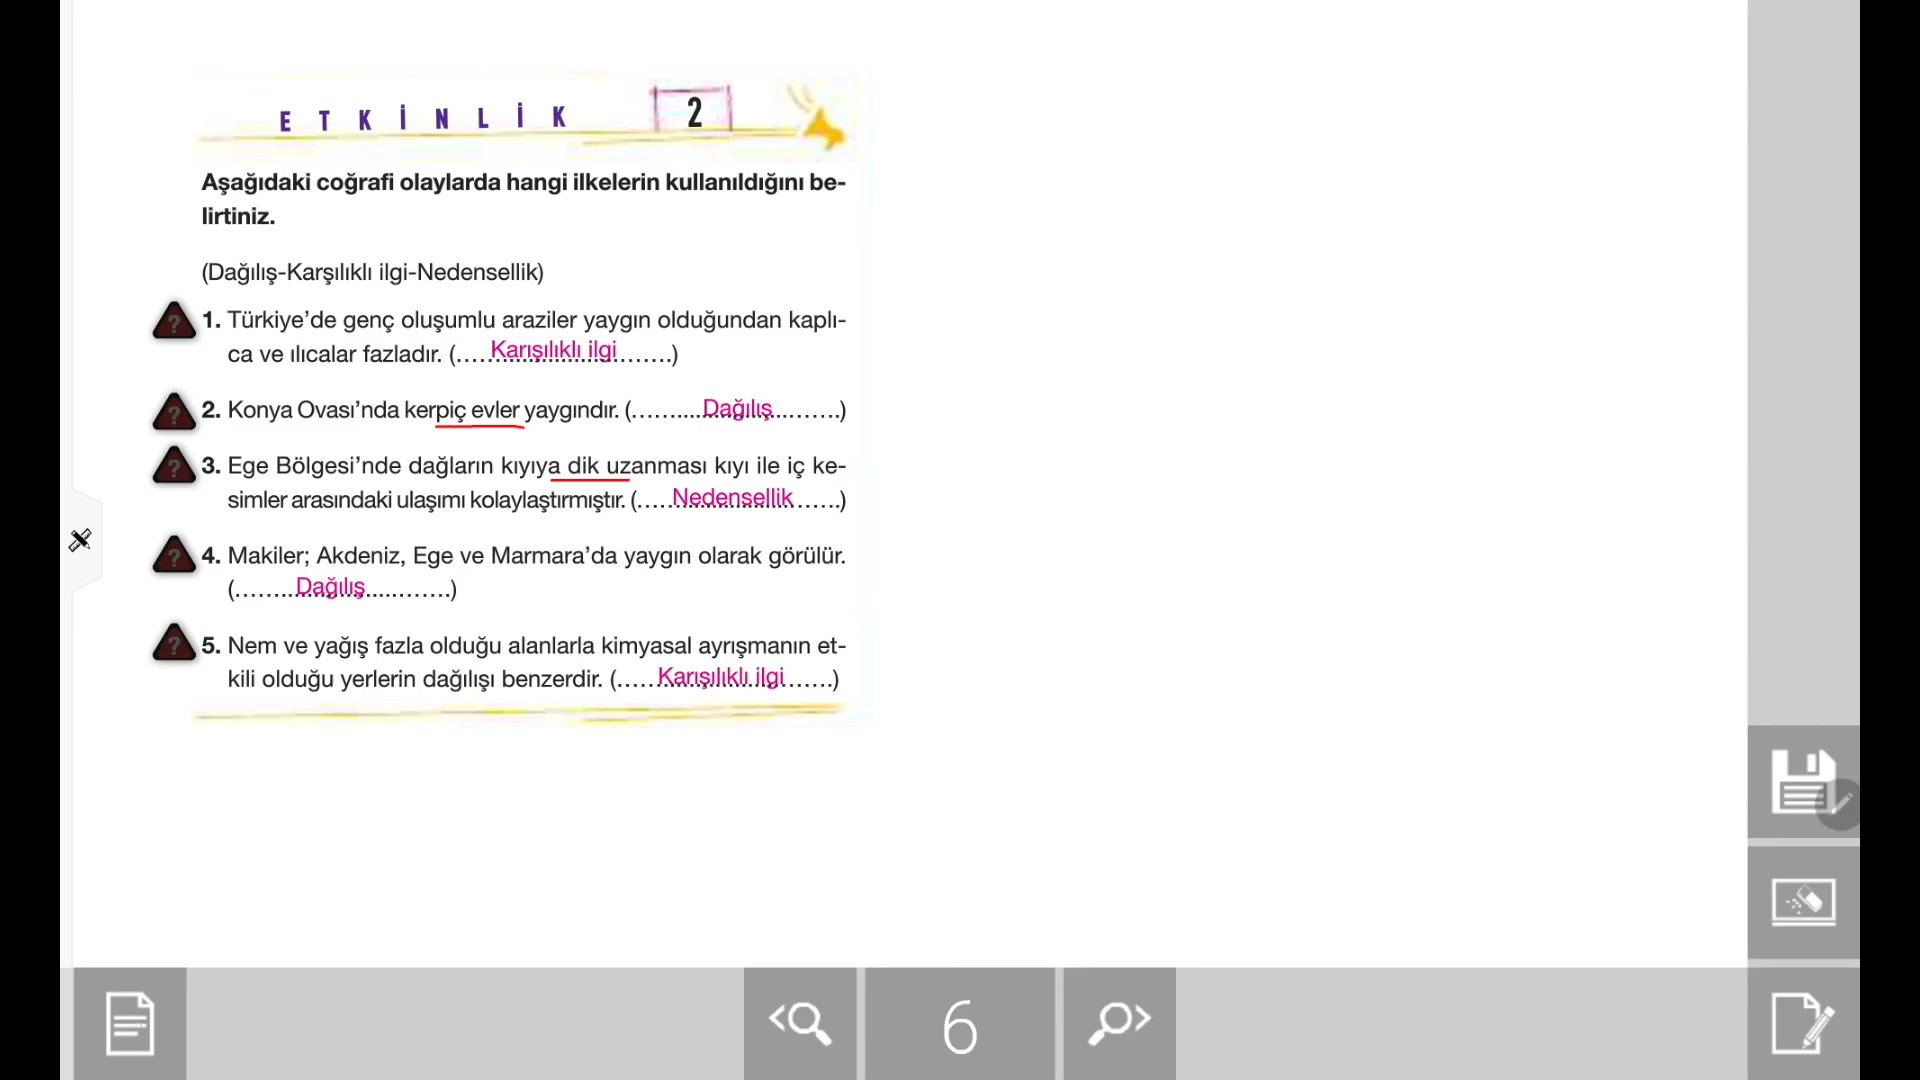 ETKİNLİK 2
Aşağıdaki coğrafi olaylarda hangi ilkelerin kullanıldığını be-
lirtiniz.
(Dağılış-Karşılıklı ilgi-Nedensellik)
? 1. Türkiye’de genç oluşumlu araziler yaygın olduğundan kaplı-
ca ve ılıcalar fazladır. (.....Karışılıklı ilgi.......)
? 2. Konya Ovası’nda kerpiç evler yaygındır. (..........Dağılış.........)
? 3. Ege Bölgesi’nde dağların kıyıya dik uzanması kıyı ile iç ke-
simler arasındaki ulaşımı kolaylaştırmıştır. (.....Nedensellik......)
? 4. Makiler; Akdeniz, Ege ve Marmara’da yaygın olarak görülür.
(........Dağılış...........)
? 5. Nem ve yağış fazla olduğu alanlarla kimyasal ayrışmanın et-
kili olduğu yerlerin dağılışı benzerdir. (.....Karışılıklı ilgi.......)
6